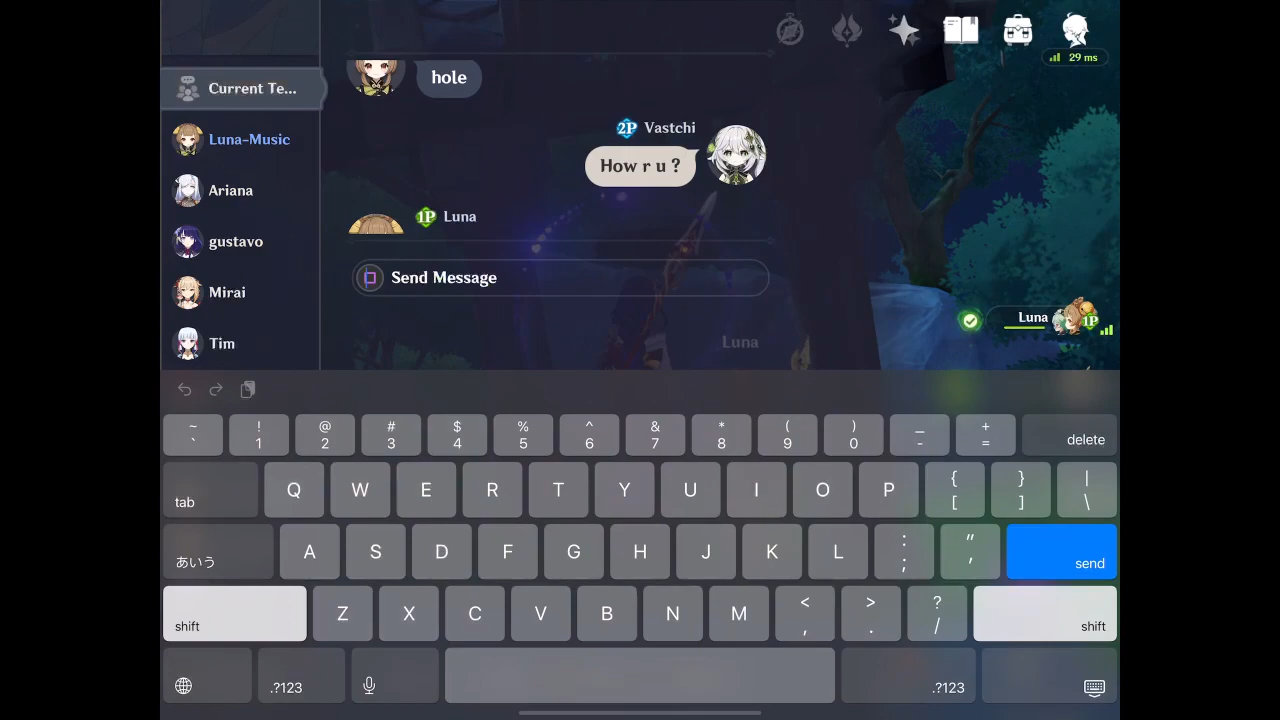 29 ms
Current Te...
hole
Luna-Music
2P Vastchi
How r u ?
Ariana
1P Luna
gustavo
Send Message
Mirai
Luna 1P
Tim
Luna
~ ! @ # $ % ^ & * ( ) _ +
` 1 2 3 4 5 6 7 8 9 0 - = delete
tab Q W E R T Y U I O P { [ } ] | \
あいう A S D F G H J K L : ; " ' send
shift Z X C V B N M < , > . ? / shift
.?123 .?123